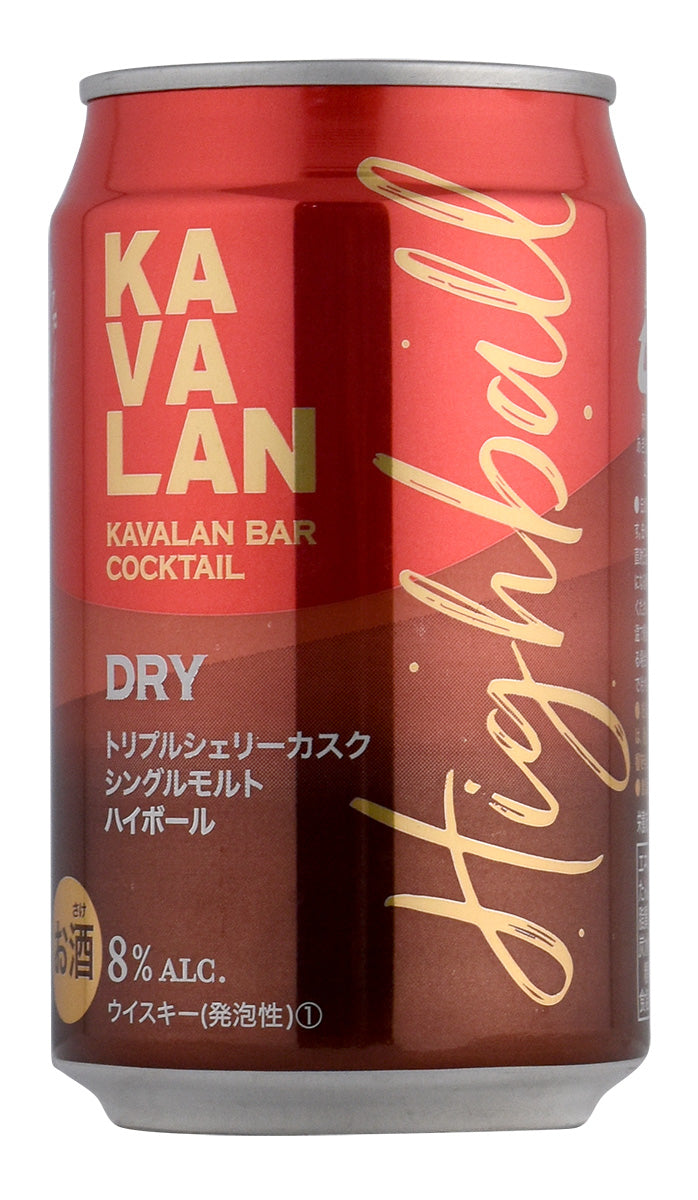 KA
VA
LAN
KAVALAN BAR
COCKTAIL
Highball
DRY
トリプルシェリーカスク
シングルモルト
ハイボール
さけ
お酒
8% ALC.
ウイスキー(発泡性)①